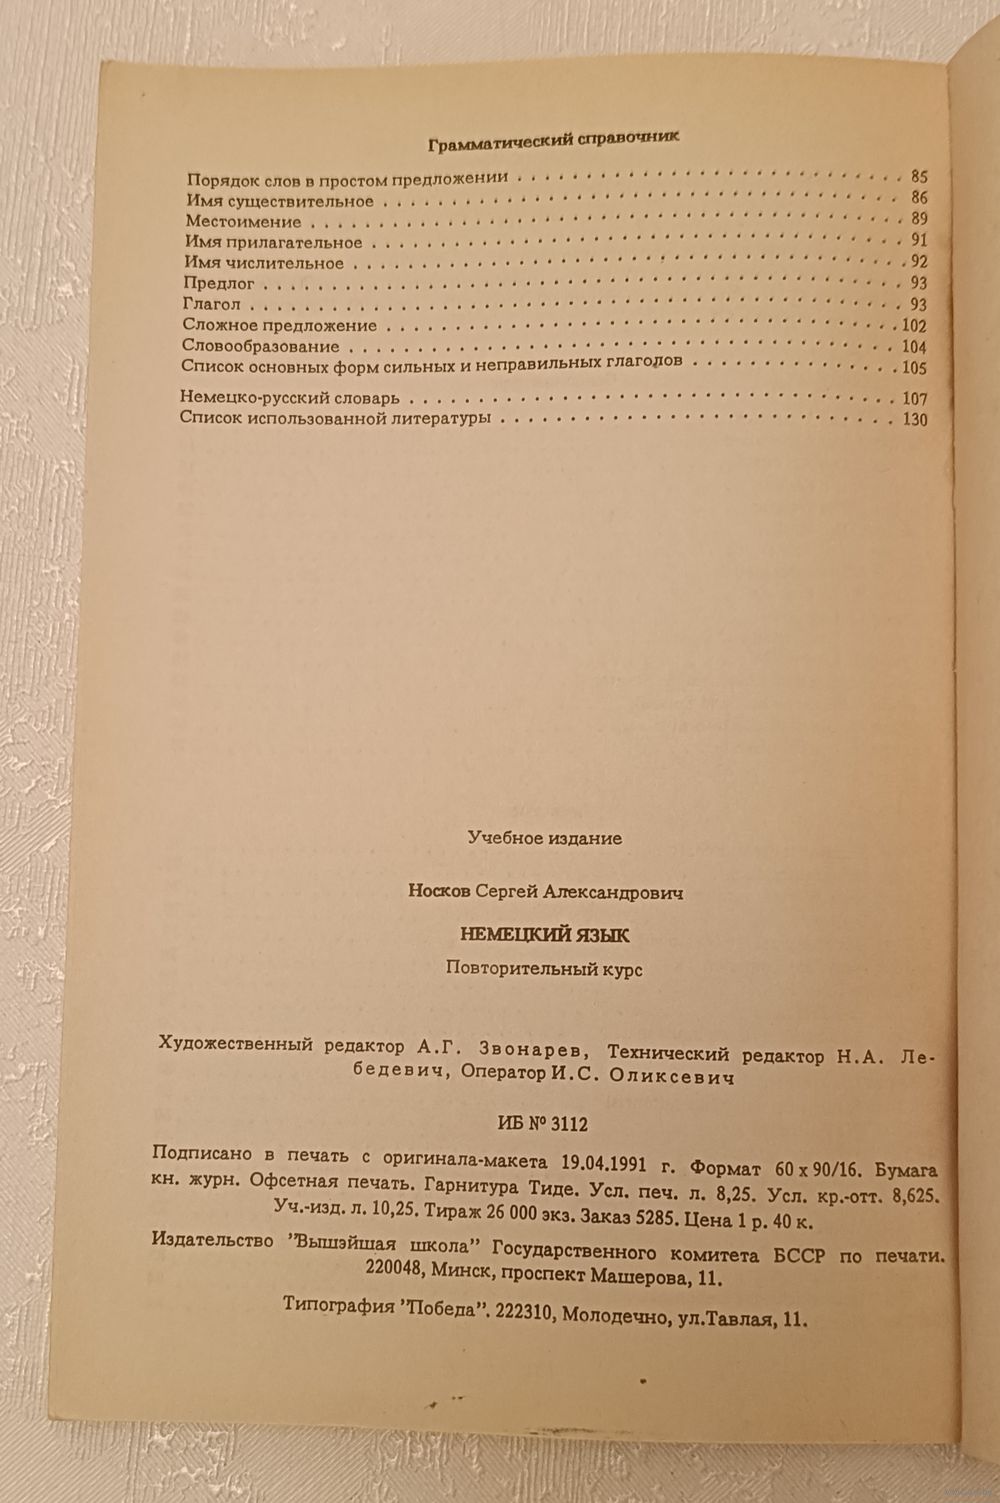 Грамматический справочник
Порядок слов в простом предложении . . . . . . . . . . . . . . . . . . . . . . . . . . . . 85
Имя существительное . . . . . . . . . . . . . . . . . . . . . . . . . . . . . . . . . . . . . 86
Местоимение . . . . . . . . . . . . . . . . . . . . . . . . . . . . . . . . . . . . . . . . . . 89
Имя прилагательное . . . . . . . . . . . . . . . . . . . . . . . . . . . . . . . . . . . . . . 91
Имя числительное . . . . . . . . . . . . . . . . . . . . . . . . . . . . . . . . . . . . . . . 92
Предлог . . . . . . . . . . . . . . . . . . . . . . . . . . . . . . . . . . . . . . . . . . . . . . 93
Глагол . . . . . . . . . . . . . . . . . . . . . . . . . . . . . . . . . . . . . . . . . . . . . . . 93
Сложное предложение . . . . . . . . . . . . . . . . . . . . . . . . . . . . . . . . . . . . 102
Словообразование . . . . . . . . . . . . . . . . . . . . . . . . . . . . . . . . . . . . . . . 104
Список основных форм сильных и неправильных глаголов . . . . . . . . . . . . . . . 105
Немецко-русский словарь . . . . . . . . . . . . . . . . . . . . . . . . . . . . . . . . . . 107
Список использованной литературы . . . . . . . . . . . . . . . . . . . . . . . . . . . . 130
Учебное издание
Носков Сергей Александрович
НЕМЕЦКИЙ ЯЗЫК
Повторительный курс
Художественный редактор А.Г. Звонарев, Технический редактор Н.А. Ле-
бедевич, Оператор И.С. Оликсевич
ИБ № 3112
Подписано в печать с оригинала-макета 19.04.1991 г. Формат 60 х 90/16. Бумага
кн. журн. Офсетная печать. Гарнитура Тиде. Усл. печ. л. 8,25. Усл. кр.-отт. 8,625.
Уч.-изд. л. 10,25. Тираж 26 000 экз. Заказ 5285. Цена 1 р. 40 к.
Издательство "Вышэйшая школа" Государственного комитета БССР по печати.
220048, Минск, проспект Машерова, 11.
Типография "Победа". 222310, Молодечно, ул.Тавлая, 11.